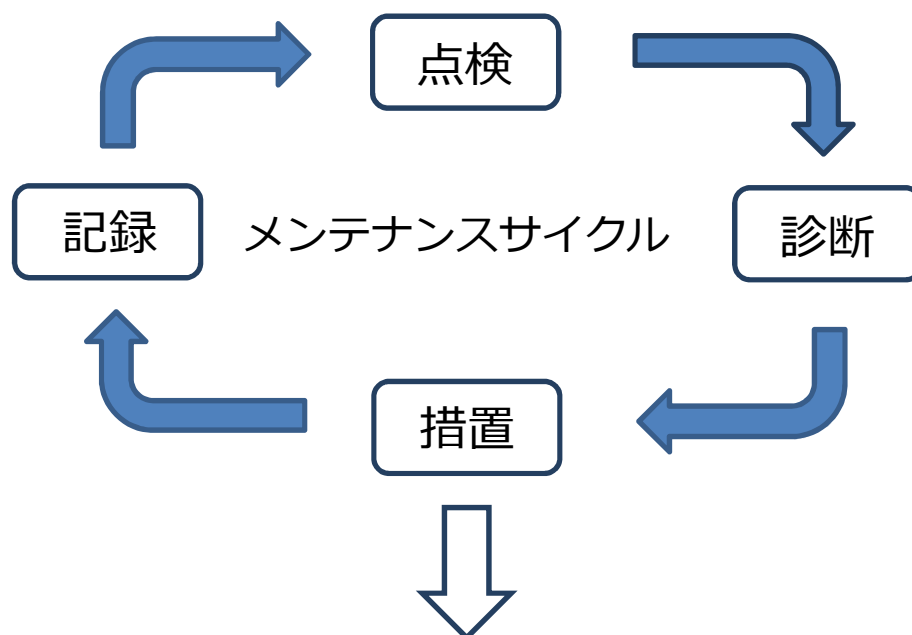 点検
記録
メンテナンスサイクル
診断
措置